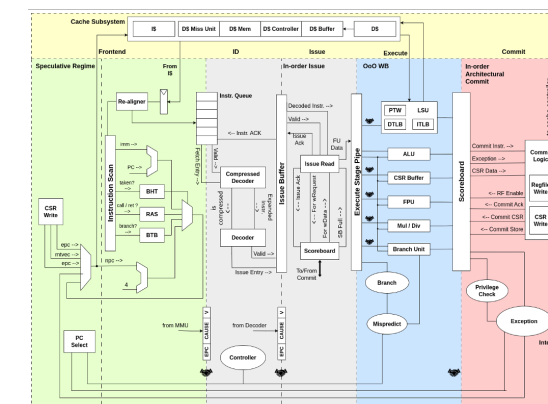 Cache Subsystem
I$
D$ Miss Unit
D$ Mem
D$ Controller
D$ Buffer
D$
Frontend
ID
Issue
Execute
Commit
Speculative Regime
From
I$
In-order Issue
OoO WB
In-order
Architectural
Commit
Re-aligner
Instr. Queue
Decoded Instr. -->
Valid -->
<-- Instr. ACK
Issue
Ack
FU
Data
PTW
LSU
DTLB
ITLB
Instruction Scan
imm -->
PC -->
Fetch Entry -->
Valid -->
Compressed
Decoder
Issue Buffer
Issue Read
Execute Stage Pipe
ALU
Scoreboard
Commit Instr. -->
Exception -->
CSR Data -->
Logic
taken?
-->
BHT
CSR Buffer
call / ret ?
-->
RAS
is
compressed
<--
Expanded
Instr
<--
<-- Issue Ack
<-- For wRequest
For wData -->
SB Full -->
FPU
<-- RF Enable
<-- Commit Ack
<-- Commit CSR
<-- Commit Store
CSR
Write
branch?
-->
BTB
Decoder
Mul / Div
CSR
Write
epc -->
mtvec -->
epc -->
npc -->
Valid -->
Issue Entry -->
Scoreboard
Branch Unit
To/From
Commit
4
Branch
Privilege
Check
Exception
from MMU
EPC
CAUSE
V
from Decoder
EPC
CAUSE
V
Mispredict
PC
Select
Controller